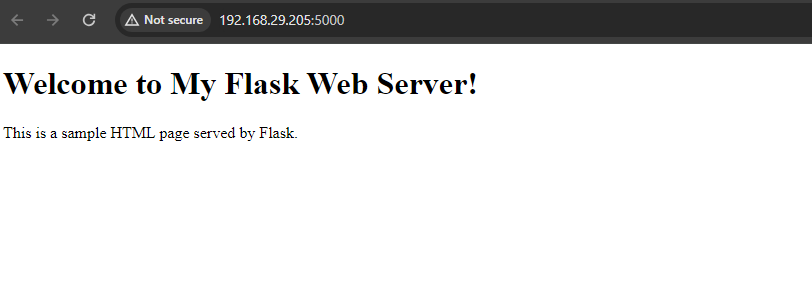 Not secure 192.168.29.205:5000
Welcome to My Flask Web Server!
This is a sample HTML page served by Flask.